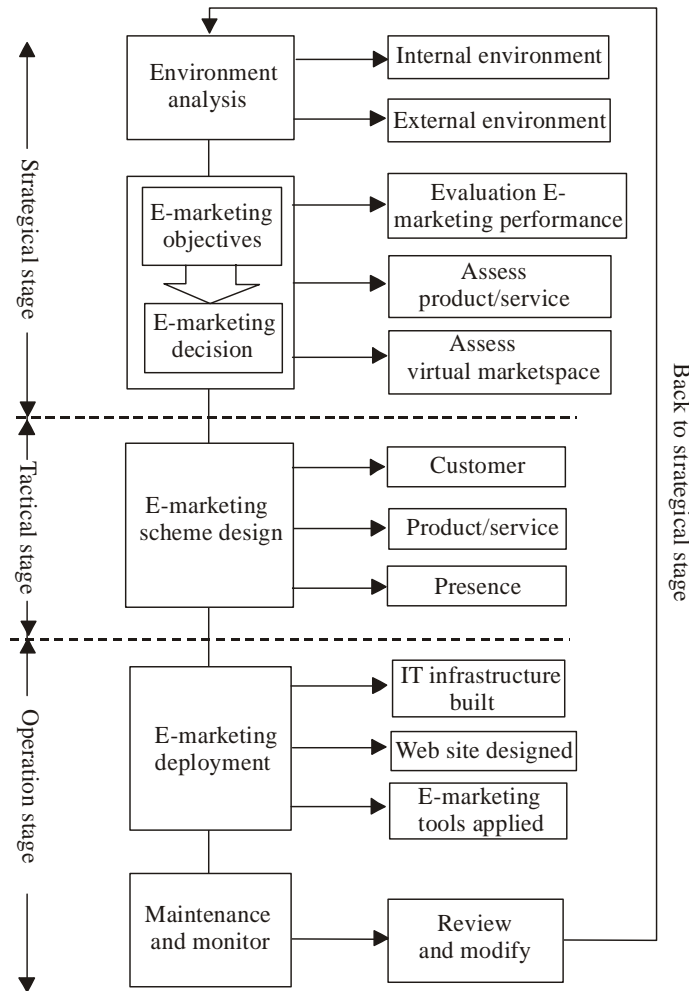 Environment
analysis
Internal environment
External environment
Strategical stage
E-marketing
objectives
E-marketing
decision
Evaluation E-
marketing performance
Assess
product/service
Assess
virtual marketspace
Back to strategical stage
Tactical stage
E-marketing
scheme design
Customer
Product/service
Presence
Operation stage
E-marketing
deployment
IT infrastructure
built
Web site designed
E-marketing
tools applied
Maintenance
and monitor
Review
and modify